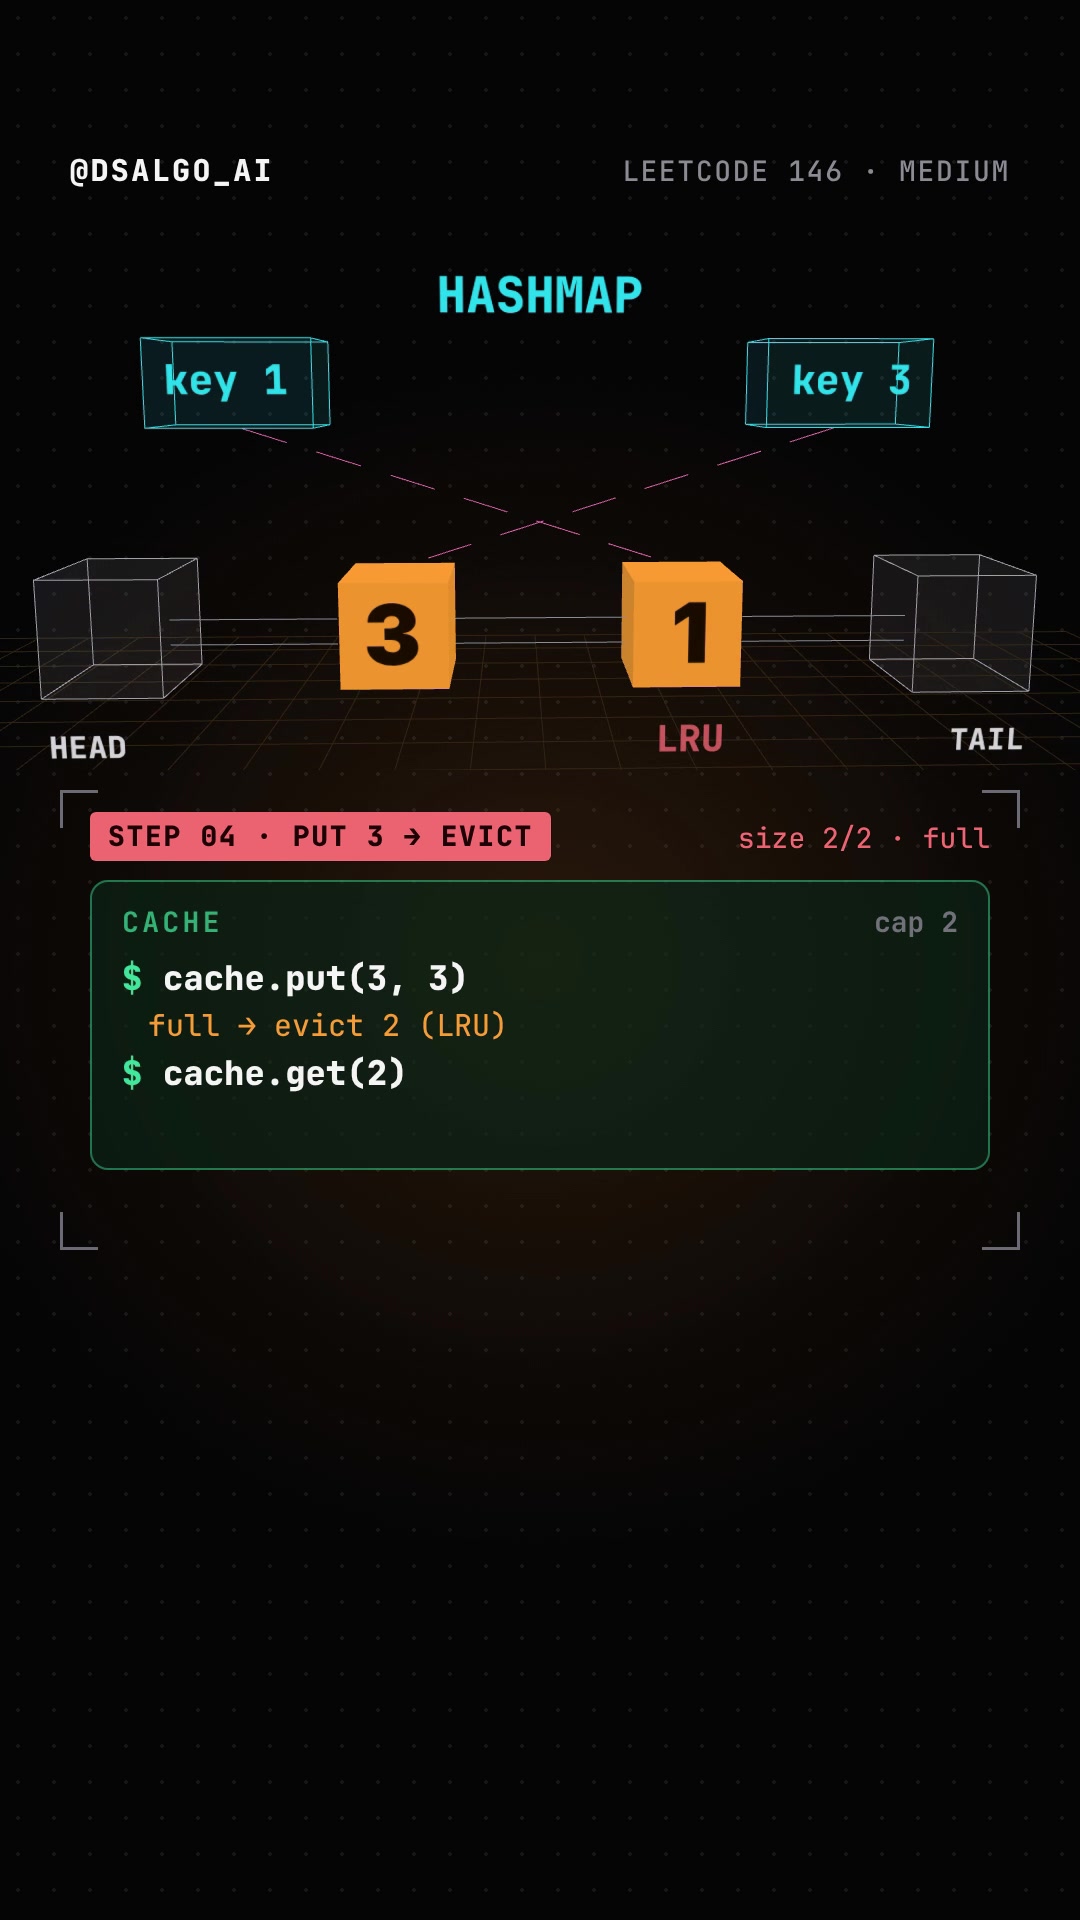 @DSALGO_AI
LEETCODE 146 · MEDIUM
HASHMAP
key 1
key 3
3
1
HEAD
LRU
TAIL
STEP 04 · PUT 3 → EVICT
size 2/2 · full
CACHE
cap 2
$ cache.put(3, 3)
full → evict 2 (LRU)
$ cache.get(2)